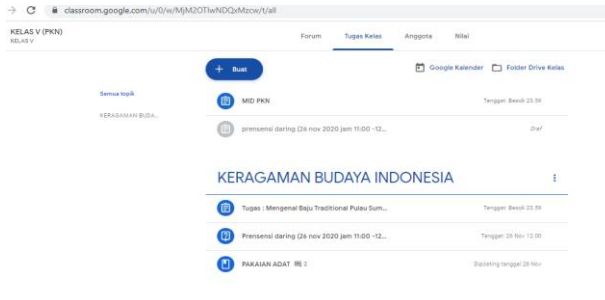 classroom.google.com/u/0/w/MjM2OTIwNDQxMzcw/t/all
KELAS V (PKN)
KELAS V
Forum Tugas Kelas Anggota Nilai
+ Buat
Google Kalender Folder Drive Kelas
Semua topik
KERAGAMAN BUDA...
MID PKN Tenggat: Besok 23.59
prensensi daring (26 nov 2020 jam 11:00 -12... Draf
KERAGAMAN BUDAYA INDONESIA
Tugas : Mengenal Baju Traditional Pulau Sum... Tenggat: Besok 23.59
Prensensi daring (26 nov 2020 jam 11:00 -12... Tenggat: 26 Nov 12.00
PAKAIAN ADAT 2 Diposting tanggal 26 Nov